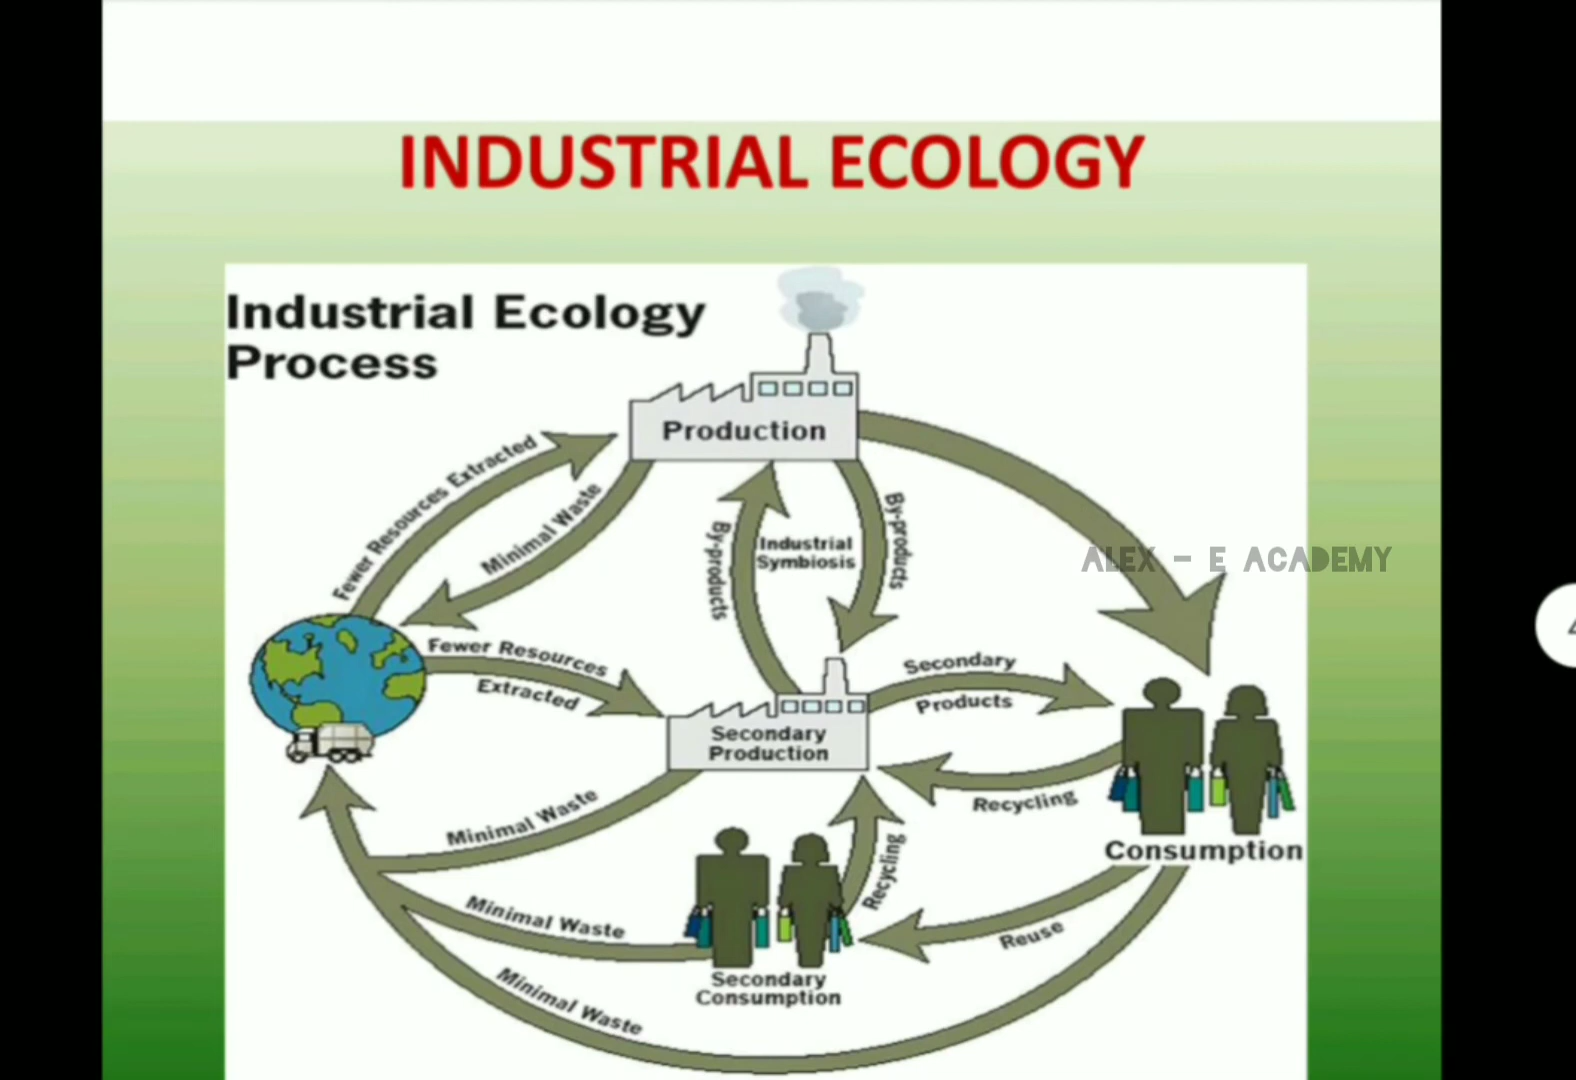 INDUSTRIAL ECOLOGY
Industrial Ecology
Process
Production
Fewer Resources Extracted
Minimal Waste
By-products
Industrial
Symbiosis
By-products
ALEX - E ACADEMY
Fewer Resources
Extracted
Secondary
Products
Secondary
Production
Recycling
Minimal Waste
Consumption
Recycling
Minimal Waste
Reuse
Secondary
Consumption
Minimal Waste